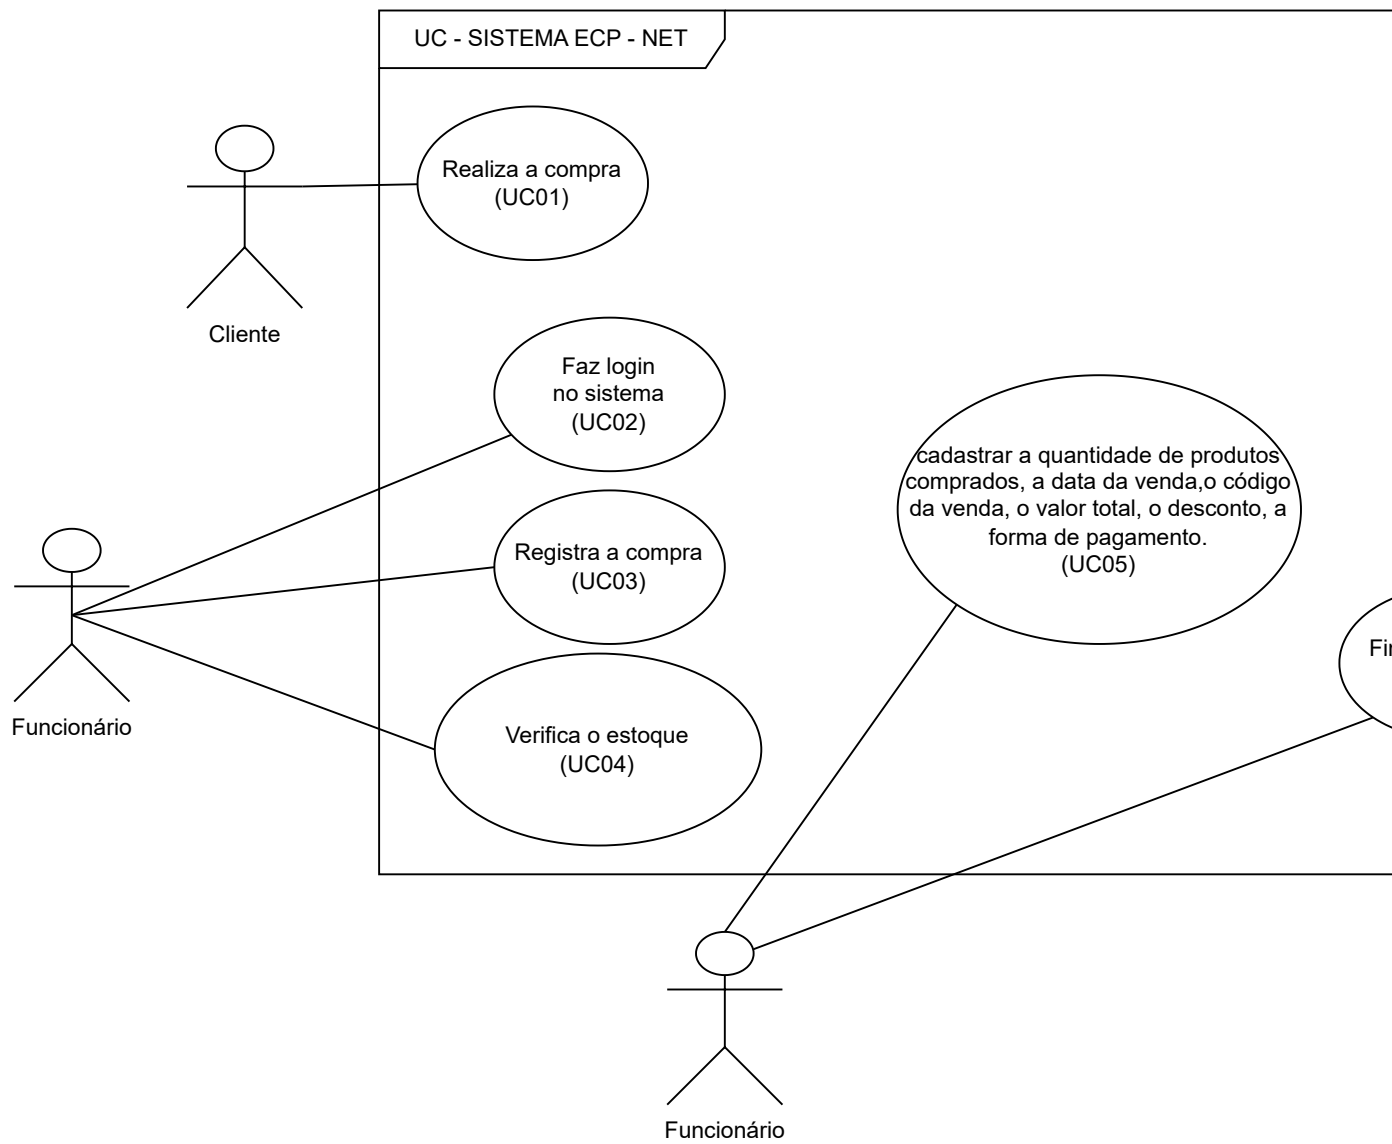 UC - SISTEMA ECP - NET
Realiza a compra
(UC01)
Cliente
Faz login
no sistema
(UC02)
cadastrar a quantidade de produtos
comprados, a data da venda,o código
da venda, o valor total, o desconto, a
forma de pagamento.
(UC05)
Registra a compra
(UC03)
Funcionário
Verifica o estoque
(UC04)
Funcionário